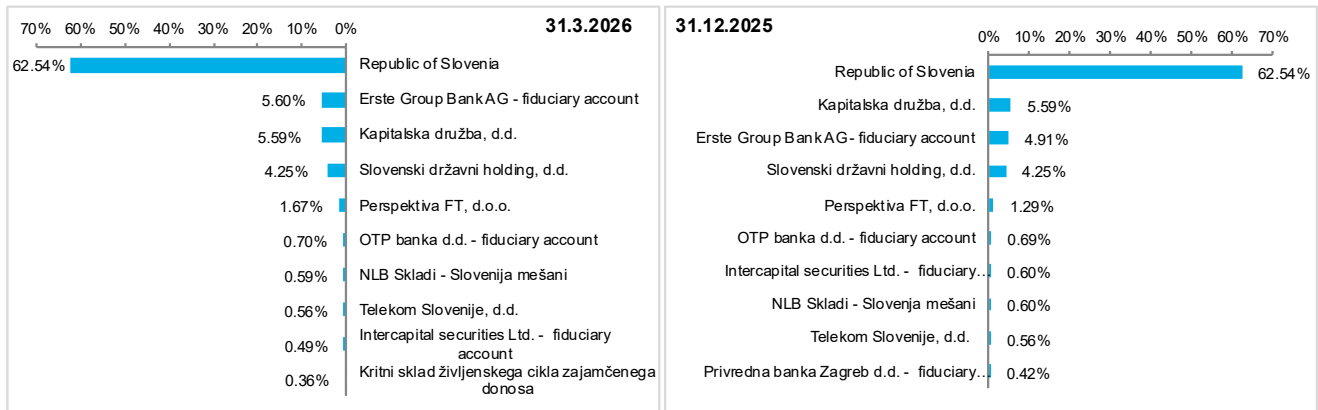 31.3.2026
70% 60% 50% 40% 30% 20% 10% 0%
62.54% Republic of Slovenia
5.60% Erste Group Bank AG - fiduciary account
5.59% Kapitalska družba, d.d.
4.25% Slovenski državni holding, d.d.
1.67% Perspektiva FT, d.o.o.
0.70% OTP banka d.d. - fiduciary account
0.59% NLB Skladi - Slovenija mešani
0.56% Telekom Slovenije, d.d.
0.49% Intercapital securities Ltd. - fiduciary
account
0.36% Kritni sklad življenskega cikla zajamčenega
donosa
31.12.2025
0% 10% 20% 30% 40% 50% 60% 70%
Republic of Slovenia 62.54%
Kapitalska družba, d.d. 5.59%
Erste Group Bank AG - fiduciary account 4.91%
Slovenski državni holding, d.d. 4.25%
Perspektiva FT, d.o.o. 1.29%
OTP banka d.d. - fiduciary account 0.69%
Intercapital securities Ltd. - fiduciary... 0.60%
NLB Skladi - Slovenja mešani 0.60%
Telekom Slovenije, d.d. 0.56%
Privredna banka Zagreb d.d. - fiduciary... 0.42%